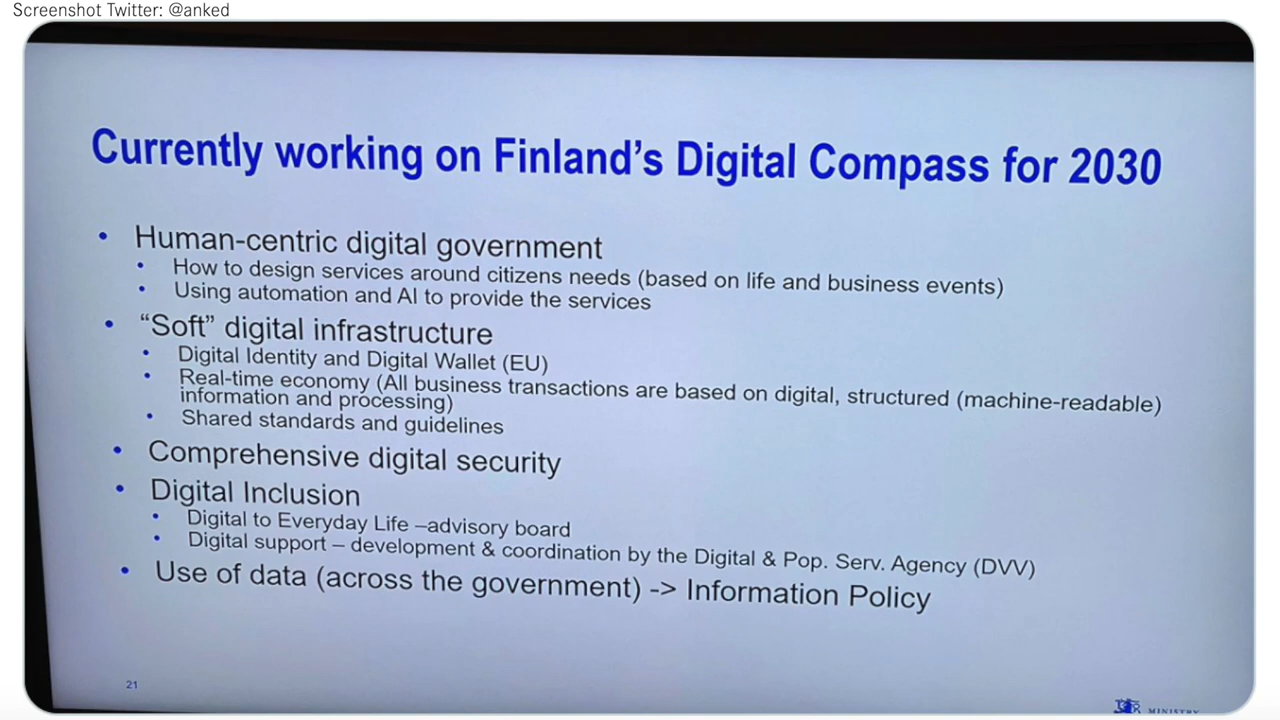 Screenshot Twitter: @anked
Currently working on Finland's Digital Compass for 2030
• Human-centric digital government
• How to design services around citizens needs (based on life and business events)
• Using automation and AI to provide the services
• “Soft” digital infrastructure
• Digital Identity and Digital Wallet (EU)
• Real-time economy (All business transactions are based on digital, structured (machine-readable)
information and processing)
• Shared standards and guidelines
• Comprehensive digital security
• Digital Inclusion
• Digital to Everyday Life –advisory board
• Digital support – development & coordination by the Digital & Pop. Serv. Agency (DVV)
• Use of data (across the government) -> Information Policy
21
MINISTRY